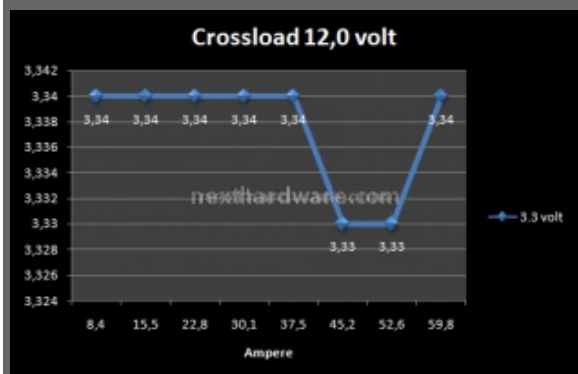 Crossload 12,0 volt
3,342
3,34
3,338
3,336
3,334
3,332
3,33
3,328
3,326
3,324
3,34 3,34 3,34 3,34 3,34 3,34
3,33 3,33
nexthardware.com
3.3 volt
8,4 15,5 22,8 30,1 37,5 45,2 52,6 59,8
Ampere